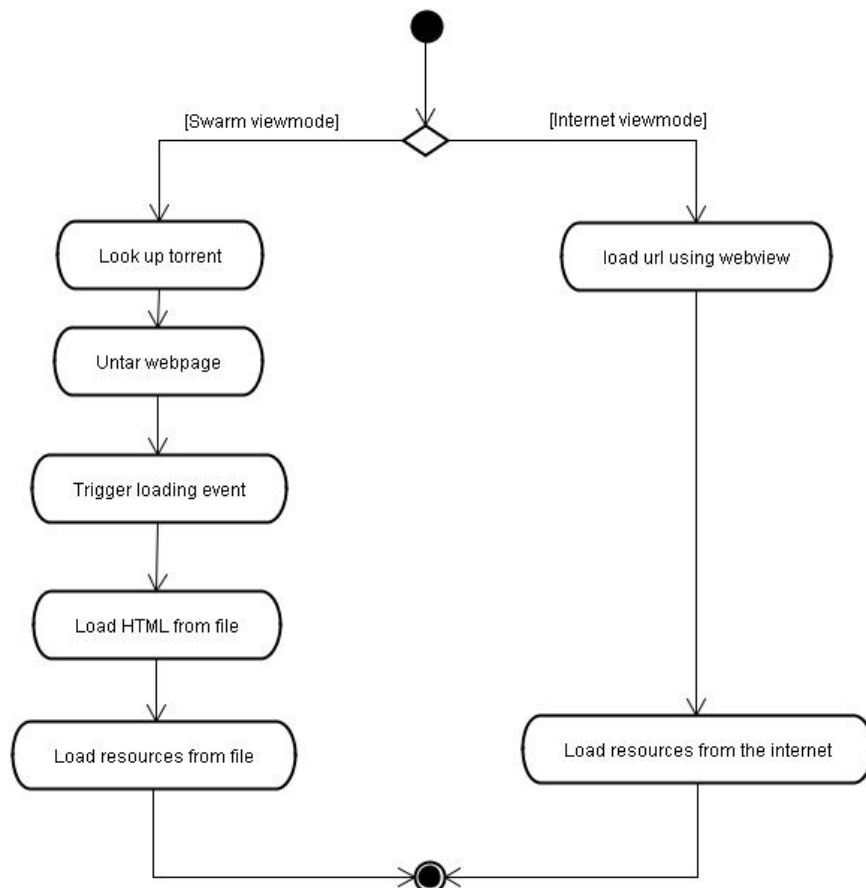 [Swarm viewmode]
[Internet viewmode]
Look up torrent
load url using webview
Untar webpage
Trigger loading event
Load HTML from file
Load resources from file
Load resources from the internet